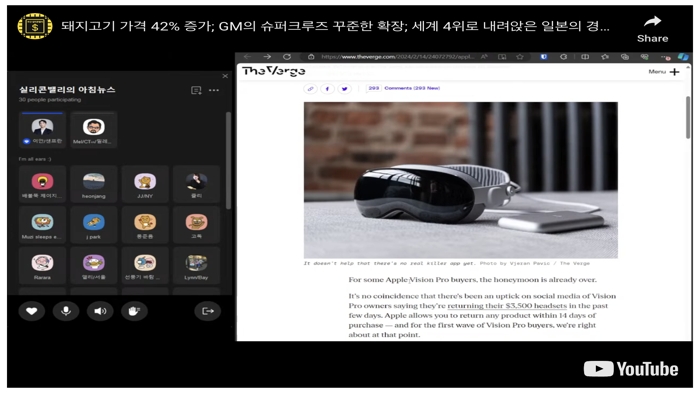 돼지고기 가격 42% 증가; GM의 슈퍼크루즈 꾸준한 확장; 세계 4위로 내려앉은 일본의 경...
Share
https://www.theverge.com/2024/2/14/24072792/appl...
실리콘밸리의 아침뉴스
30 people participating
I'm all ears :)
heonjang
JJ/NY
j park
Rarara
Lynn/Bay
The Verge
Menu
293 Comments (293 New)
It doesn't help that there's no real killer app yet. Photo by Vjeran Pavic / The Verge
For some Apple Vision Pro buyers, the honeymoon is already over.
It's no coincidence that there's been an uptick on social media of Vision
Pro owners saying they're returning their $3,500 headsets in the past
few days. Apple allows you to return any product within 14 days of
purchase — and for the first wave of Vision Pro buyers, we're right
about at that point.
YouTube